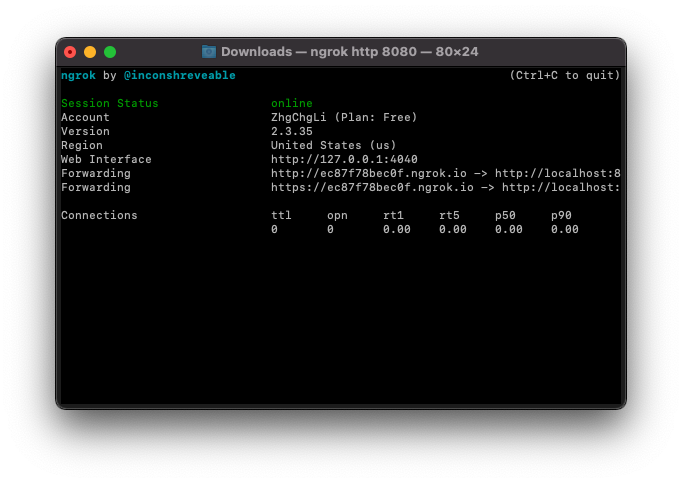 Downloads — ngrok http 8080 — 80×24
ngrok by @inconshreveable (Ctrl+C to quit)
Session Status online
Account ZhgChgLi (Plan: Free)
Version 2.3.35
Region United States (us)
Web Interface http://127.0.0.1:4040
Forwarding http://ec87f78bec0f.ngrok.io -> http://localhost:8
Forwarding https://ec87f78bec0f.ngrok.io -> http://localhost:
Connections ttl opn rt1 rt5 p50 p90
0 0 0.00 0.00 0.00 0.00